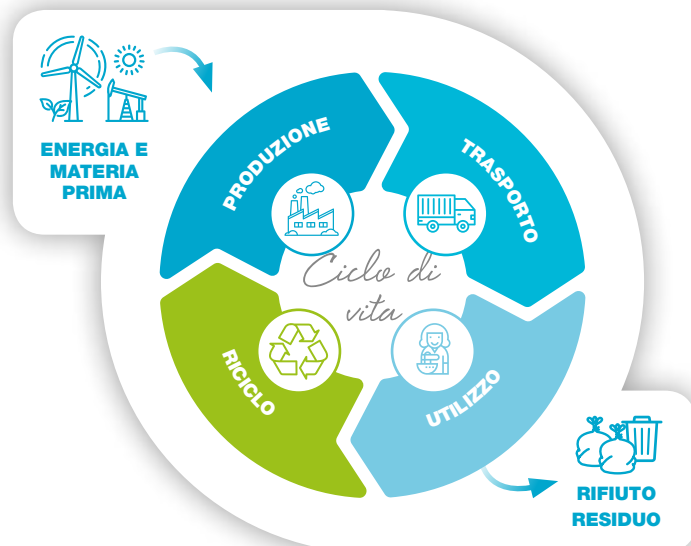 ENERGIA E
MATERIA
PRIMA
PRODUZIONE
TRASPORTO
Ciclo di
vita
RICICLO
UTILIZZO
RIFIUTO
RESIDUO